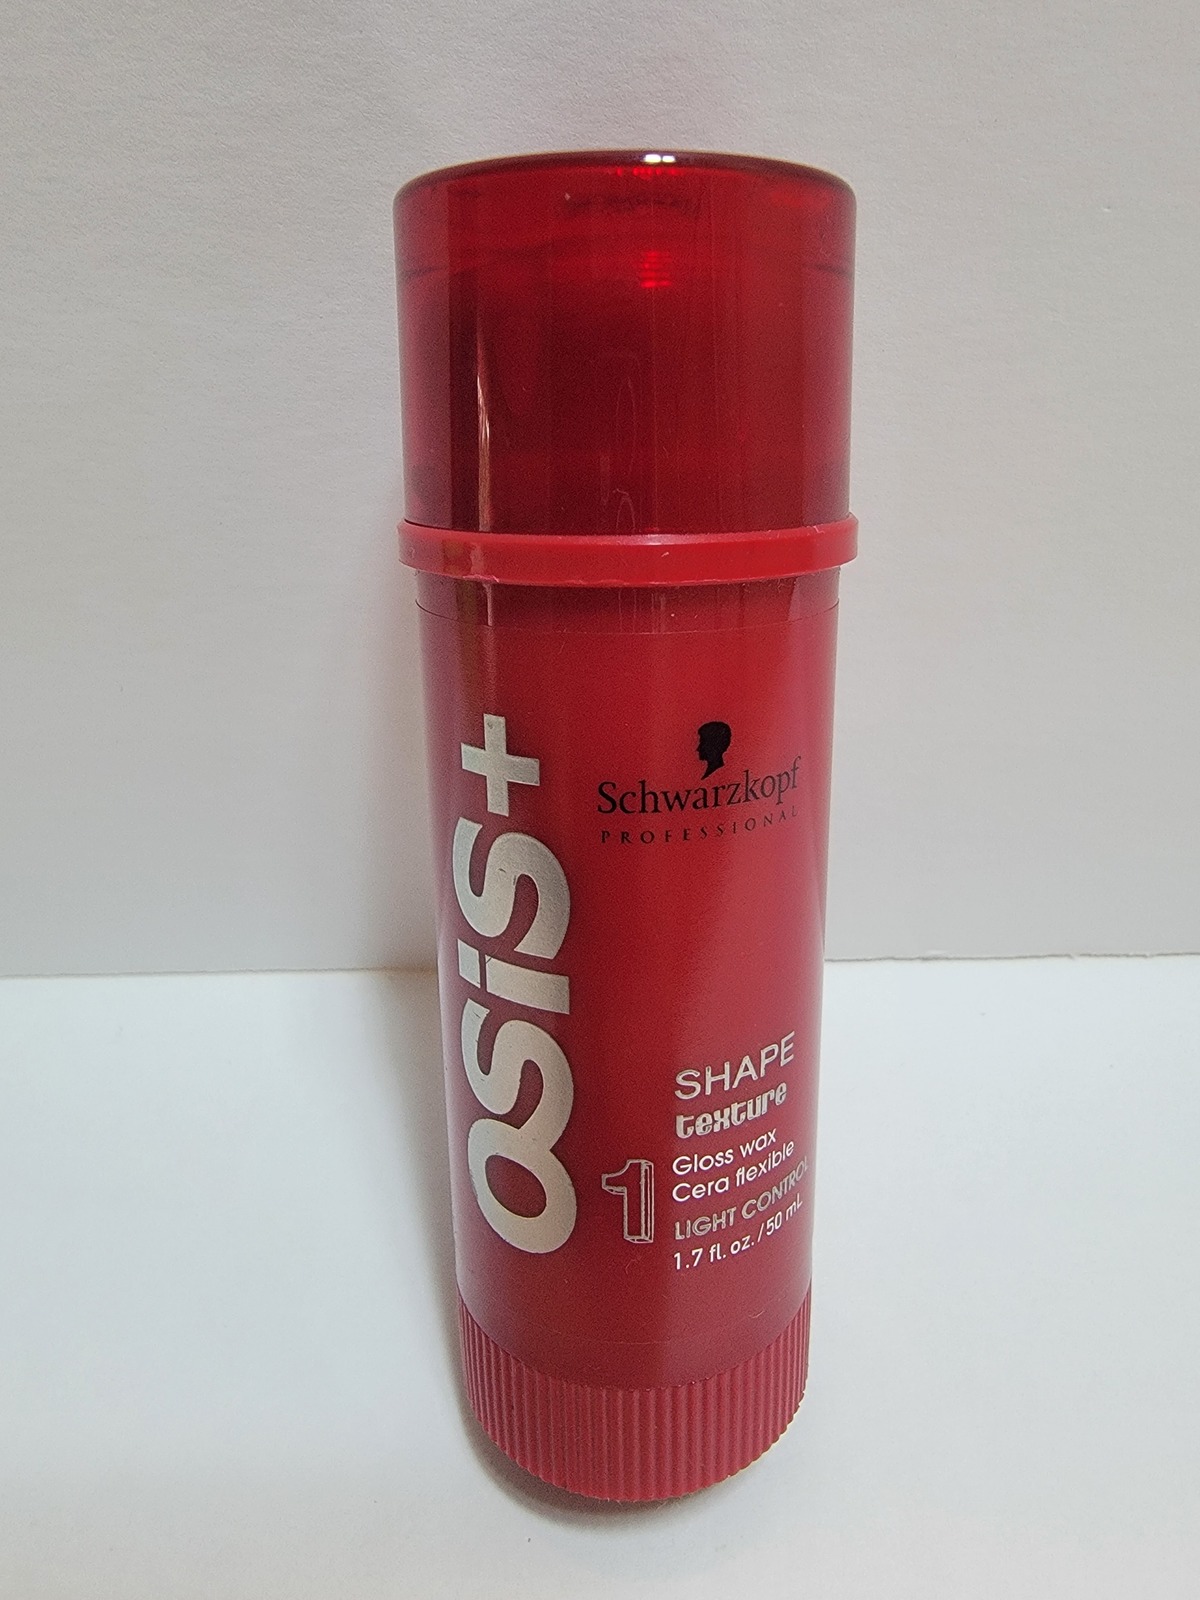 OSiS+
Schwarzkopf
PROFESSIONAL
SHAPE
texture
1
Gloss wax
Cera flexible
LIGHT CONTROL
1.7 fl. oz. / 50 mL